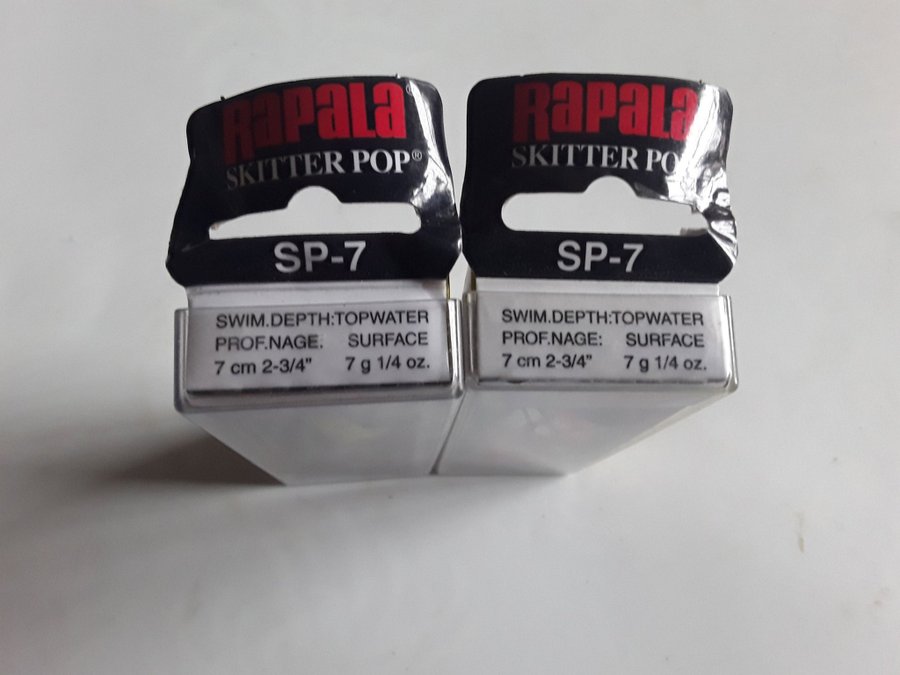 RAPALA
SKITTER POP®
SP-7
SWIM.DEPTH:TOPWATER
PROF.NAGE: SURFACE
7 cm 2-3/4" 7 g 1/4 oz.
RAPALA
SKITTER PO
SP-7
SWIM.DEPTH:TOPWATER
PROF.NAGE: SURFACE
7 cm 2-3/4" 7 g 1/4 oz.